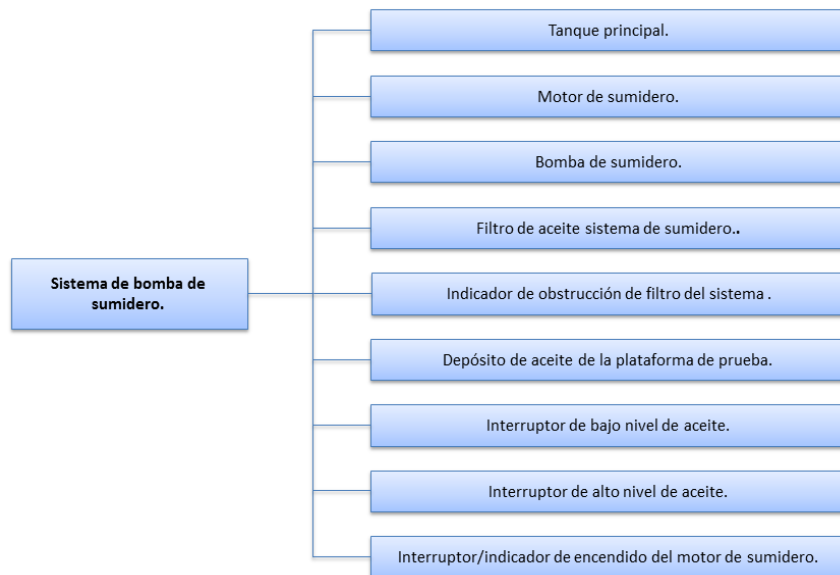 Tanque principal.
Motor de sumidero.
Bomba de sumidero.
Filtro de aceite sistema de sumidero..
Sistema de bomba de
sumidero.
Indicador de obstrucción de filtro del sistema .
Depósito de aceite de la plataforma de prueba.
Interruptor de bajo nivel de aceite.
Interruptor de alto nivel de aceite.
Interruptor/indicador de encendido del motor de sumidero.